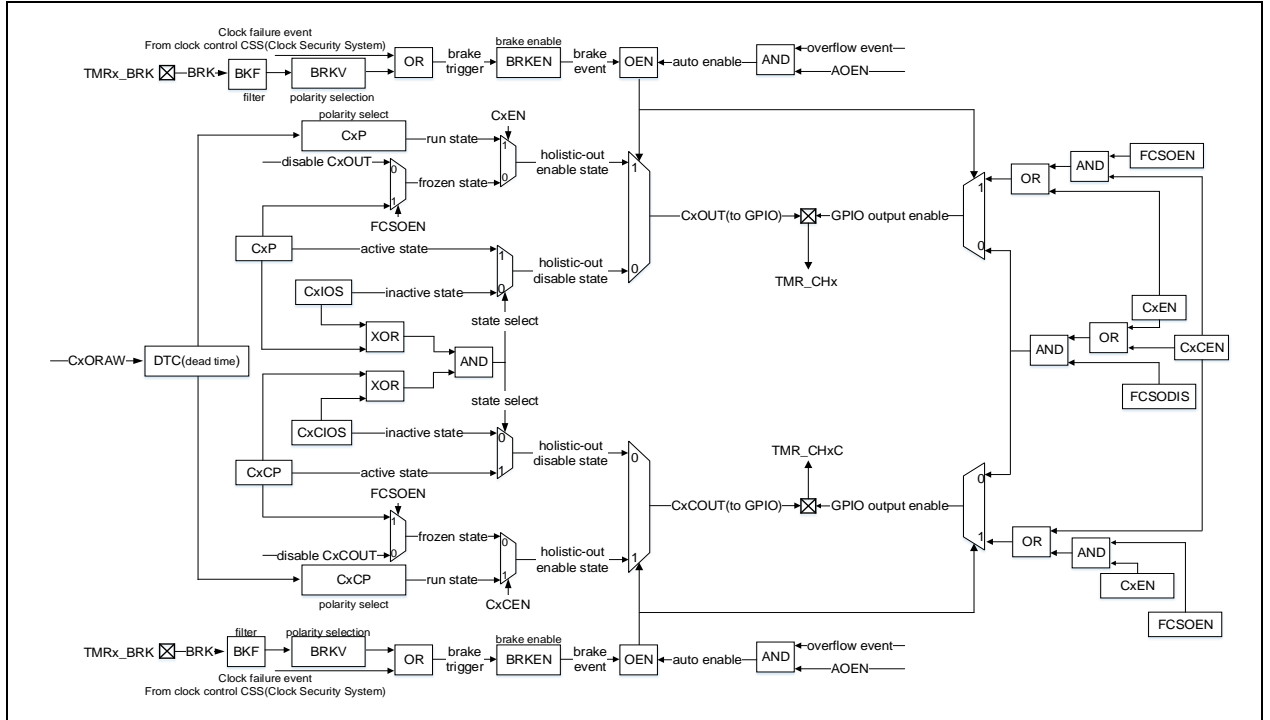 Clock failure event
From clock control CSS(Clock Security System)
TMRx_BRK
BRK
BKF
filter
BRKV
polarity selection
OR
brake
trigger
brake enable
BRKEN
brake
event
OEN
auto enable
AND
overflow event
AOEN
polarity select
CxP
run state
CxEN
1
0
disable CxOUT
0
1
frozen state
FCSOEN
holistic-out
enable state
1
0
CxOUT(to GPIO)
GPIO output enable
TMR_CHx
1
0
OR
AND
FCSOEN
CxP
active state
1
0
holistic-out
disable state
CxIOS
inactive state
state select
XOR
AND
CxORAW
DTC(dead time)
XOR
state select
CxCIOS
inactive state
0
1
holistic-out
disable state
CxCP
active state
CxEN
OR
AND
CxCEN
FCSODIS
TMR_CHxC
0
1
CxCOUT(to GPIO)
GPIO output enable
0
1
FCSOEN
1
0
frozen state
disable CxCOUT
0
1
holistic-out
enable state
CxCP
run state
polarity select
CxCEN
OR
AND
CxEN
FCSOEN
TMRx_BRK
BRK
filter
BKF
polarity selection
BRKV
Clock failure event
From clock control CSS(Clock Security System)
OR
brake
trigger
brake enable
BRKEN
brake
event
OEN
auto enable
AND
overflow event
AOEN